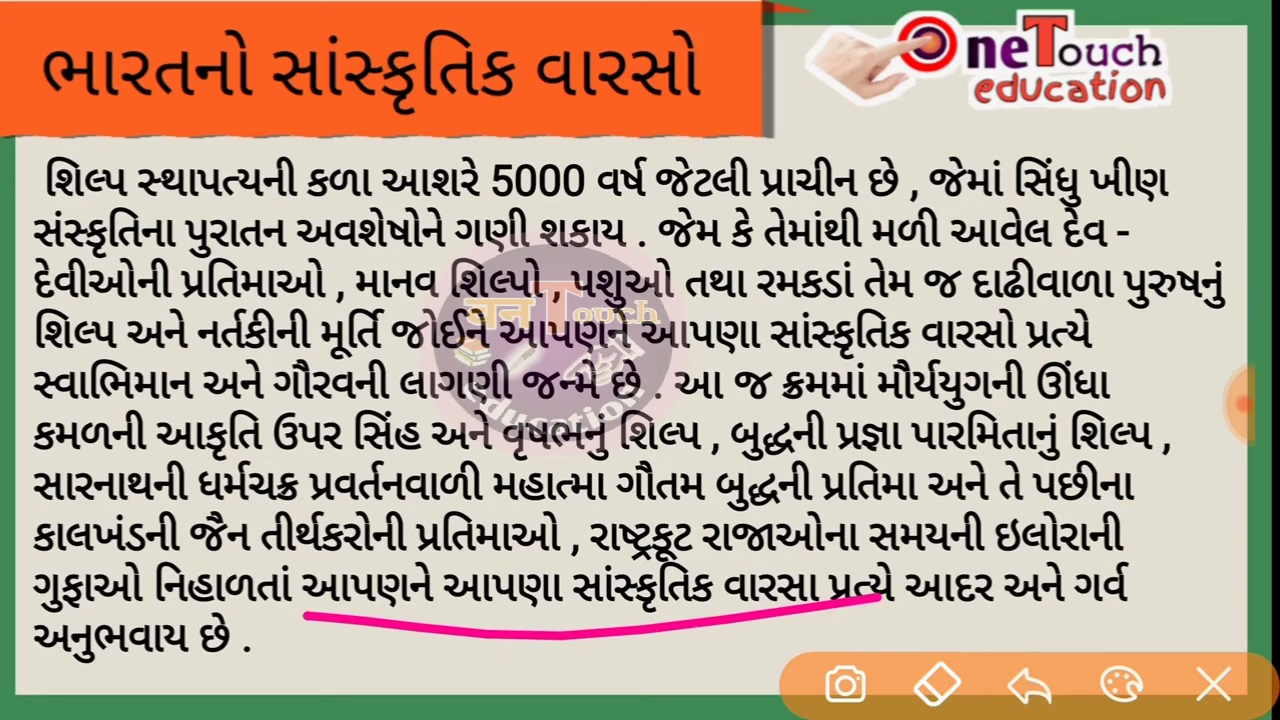 ભારતનો સાંસ્કૃતિક વારસો
OneTouch
education
શિલ્પ સ્થાપત્યની કળા આશરે 5000 વર્ષ જેટલી પ્રાચીન છે , જેમાં સિંધુ ખીણ
સંસ્કૃતિના પુરાતન અવશેષોને ગણી શકાય . જેમ કે તેમાંથી મળી આવેલ દેવ -
દેવીઓની પ્રતિમાઓ , માનવ શિલ્પો , પશુઓ તથા રમકડાં તેમ જ દાઢીવાળા પુરુષનું
શિલ્પ અને નર્તકીની મૂર્તિ જોઈને આપણને આપણા સાંસ્કૃતિક વારસો પ્રત્યે
સ્વાભિમાન અને ગૌરવની લાગણી જન્મે છે . આ જ ક્રમમાં મૌર્યયુગની ઊંધા
કમળની આકૃતિ ઉપર સિંહ અને વૃષભનું શિલ્પ , બુદ્ધની પ્રજ્ઞા પારમિતાનું શિલ્પ ,
સારનાથની ધર્મચક્ર પ્રવર્તનવાળી મહાત્મા ગૌતમ બુદ્ધની પ્રતિમા અને તે પછીના
કાલખંડની જૈન તીર્થકરોની પ્રતિમાઓ , રાષ્ટ્રકૂટ રાજાઓના સમયની ઇલોરાની
ગુફાઓ નિહાળતાં આપણને આપણા સાંસ્કૃતિક વારસા પ્રત્યે આદર અને ગર્વ
અનુભવાય છે .
वन Touch
education